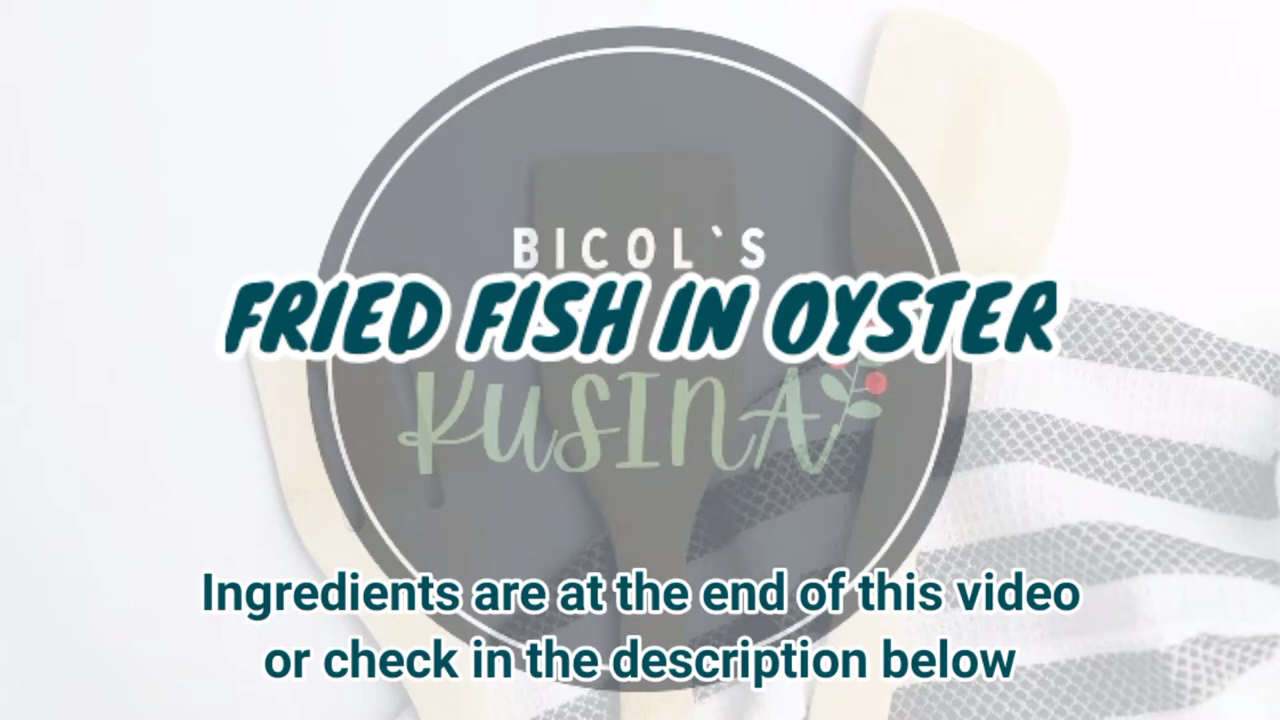 BICOL`S
FRIED FISH IN OYSTER
KUSINA
Ingredients are at the end of this video
or check in the description below